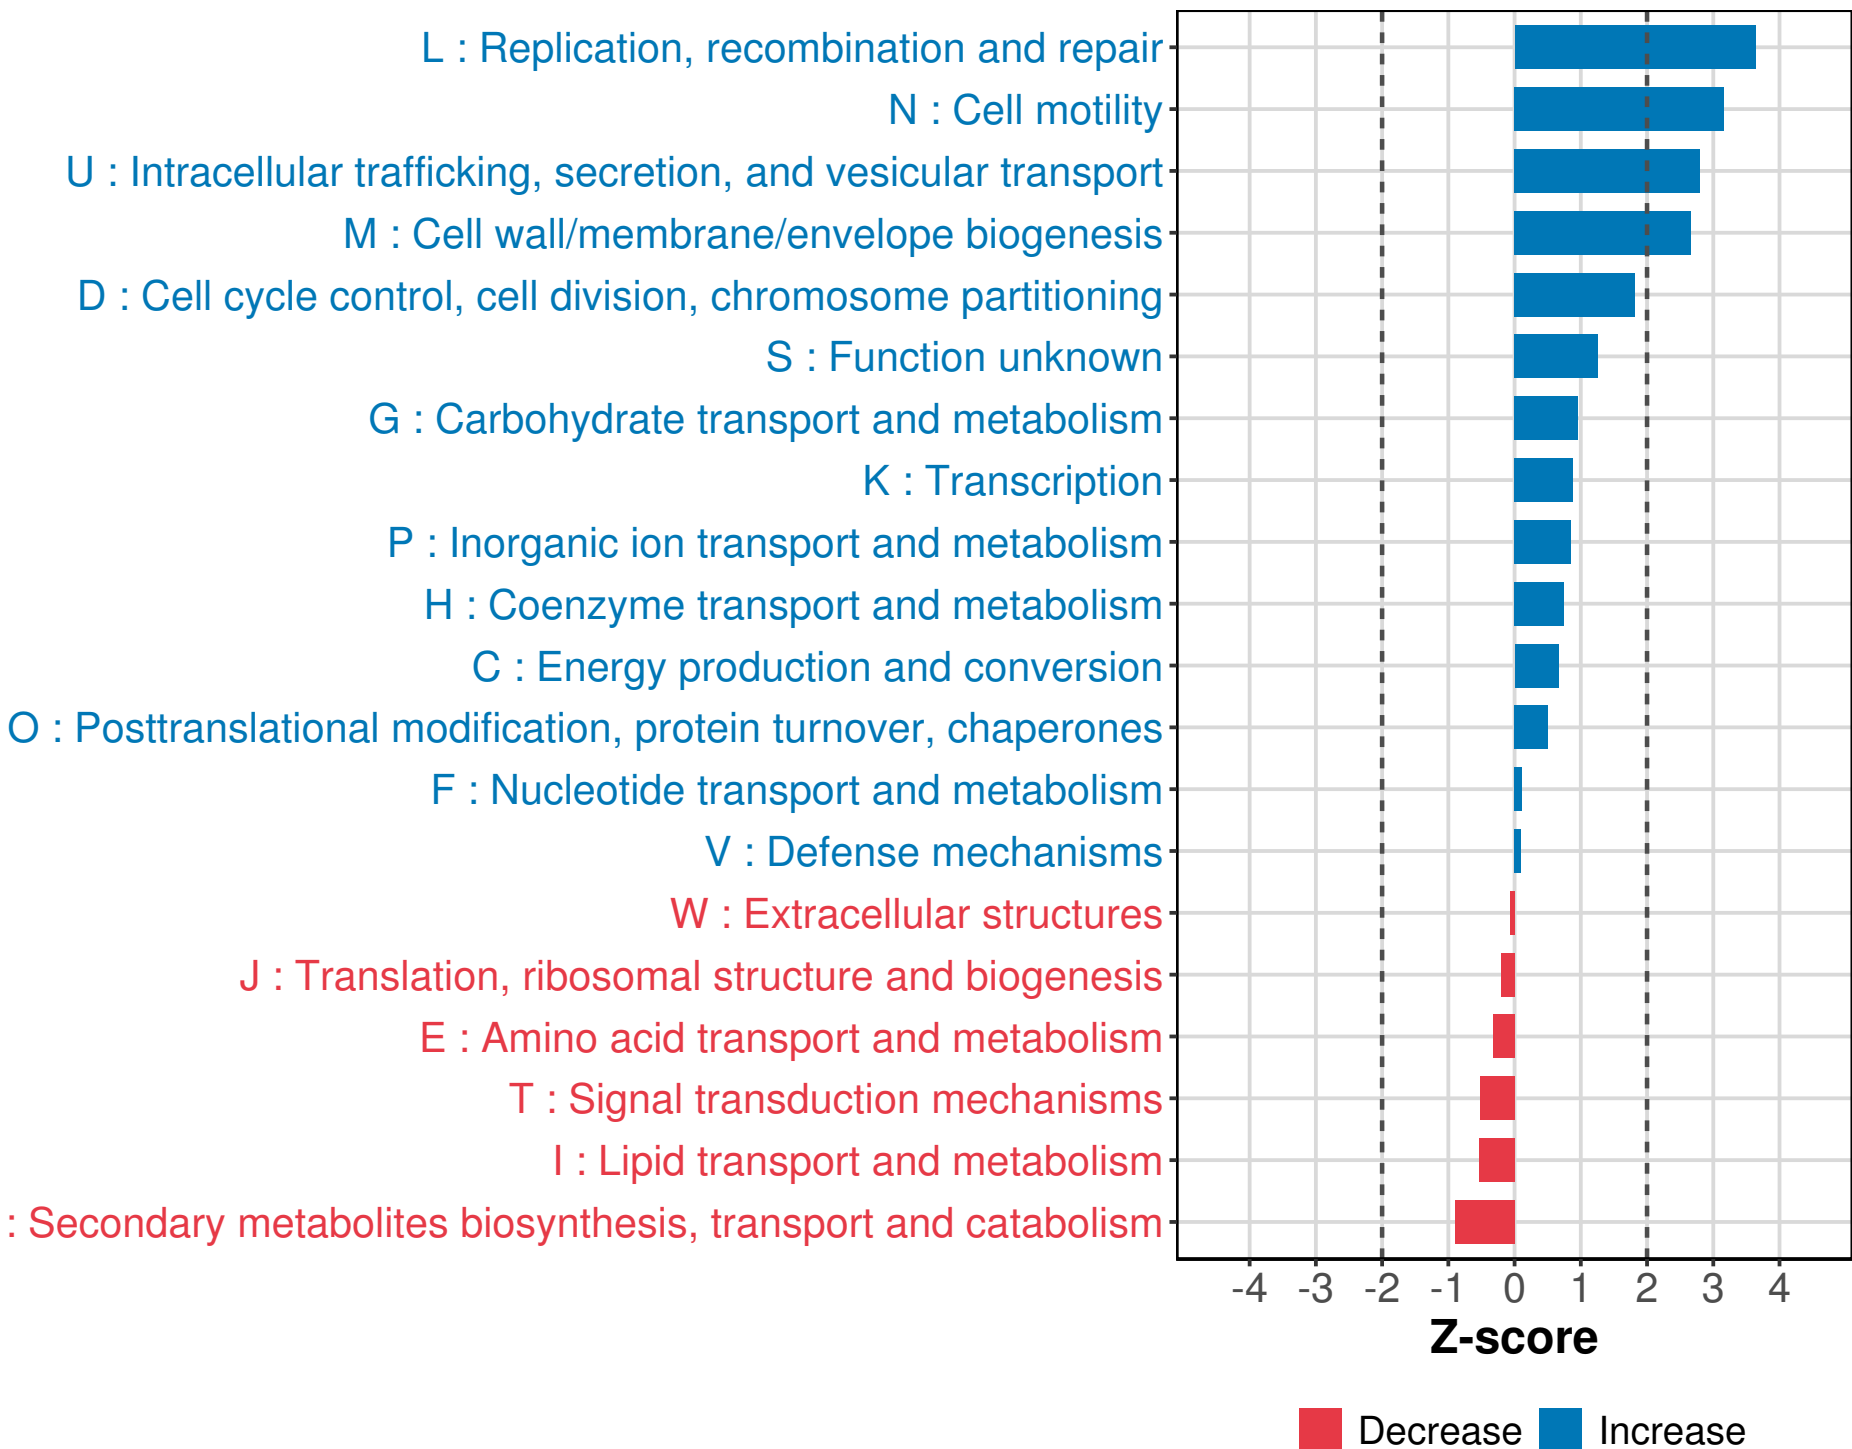 L : Replication, recombination and repair
N : Cell motility
U : Intracellular trafficking, secretion, and vesicular transport
M : Cell wall/membrane/envelope biogenesis
D : Cell cycle control, cell division, chromosome partitioning
S : Function unknown
G : Carbohydrate transport and metabolism
K : Transcription
P : Inorganic ion transport and metabolism
H : Coenzyme transport and metabolism
C : Energy production and conversion
O : Posttranslational modification, protein turnover, chaperones
F : Nucleotide transport and metabolism
V : Defense mechanisms
W : Extracellular structures
J : Translation, ribosomal structure and biogenesis
E : Amino acid transport and metabolism
T : Signal transduction mechanisms
I : Lipid transport and metabolism
: Secondary metabolites biosynthesis, transport and catabolism
-4 -3 -2 -1 0 1 2 3 4
Z-score
Decrease Increase